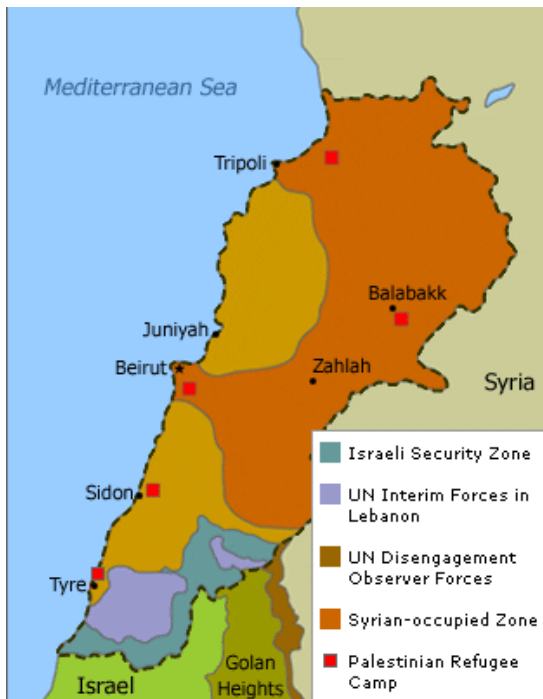 Mediterranean Sea
Tripoli
Balabakk
Juniyah
Beirut
Zahlah
Syria
Israeli Security Zone
UN Interim Forces in
Lebanon
Sidon
UN Disengagement
Observer Forces
Tyre
Syrian-occupied Zone
Palestinian Refugee
Camp
Golan
Heights
Israel